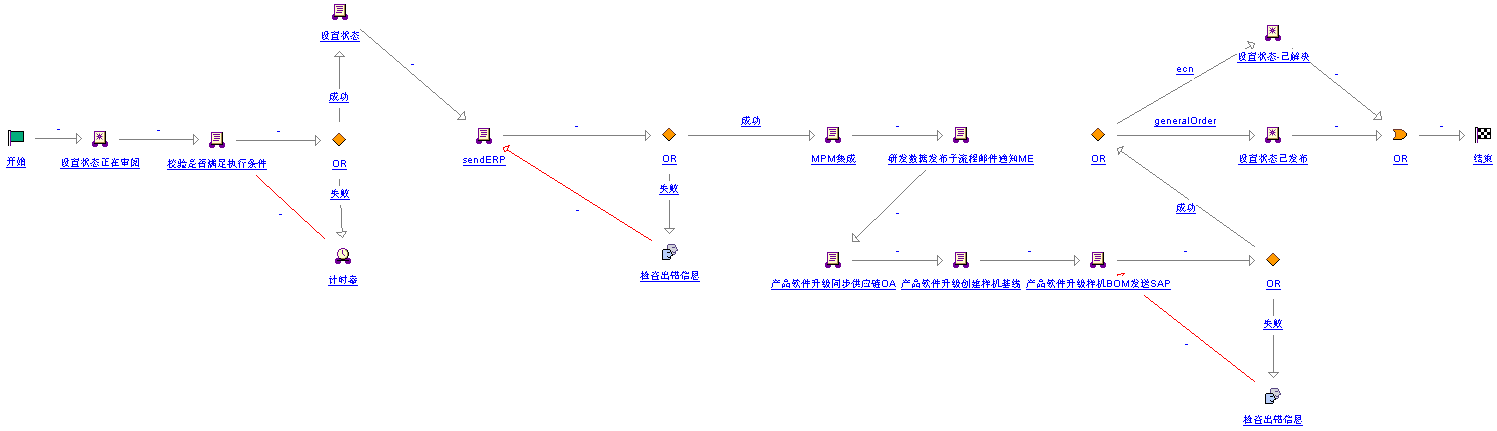 设置状态
成功
ecn
设置状态-已解决
开始
设置状态正在审阅
校验是否满足执行条件
OR
失败
计时器
sendERP
成功
OR
失败
检查出错信息
MPM集成
研发数据发布子流程邮件通知ME
产品软件升级同步供应链OA
产品软件升级创建样机基线
产品软件升级样机BOM发送SAP
OR
generalOrder
设置状态已发布
OR
结束
成功
OR
失败
检查出错信息